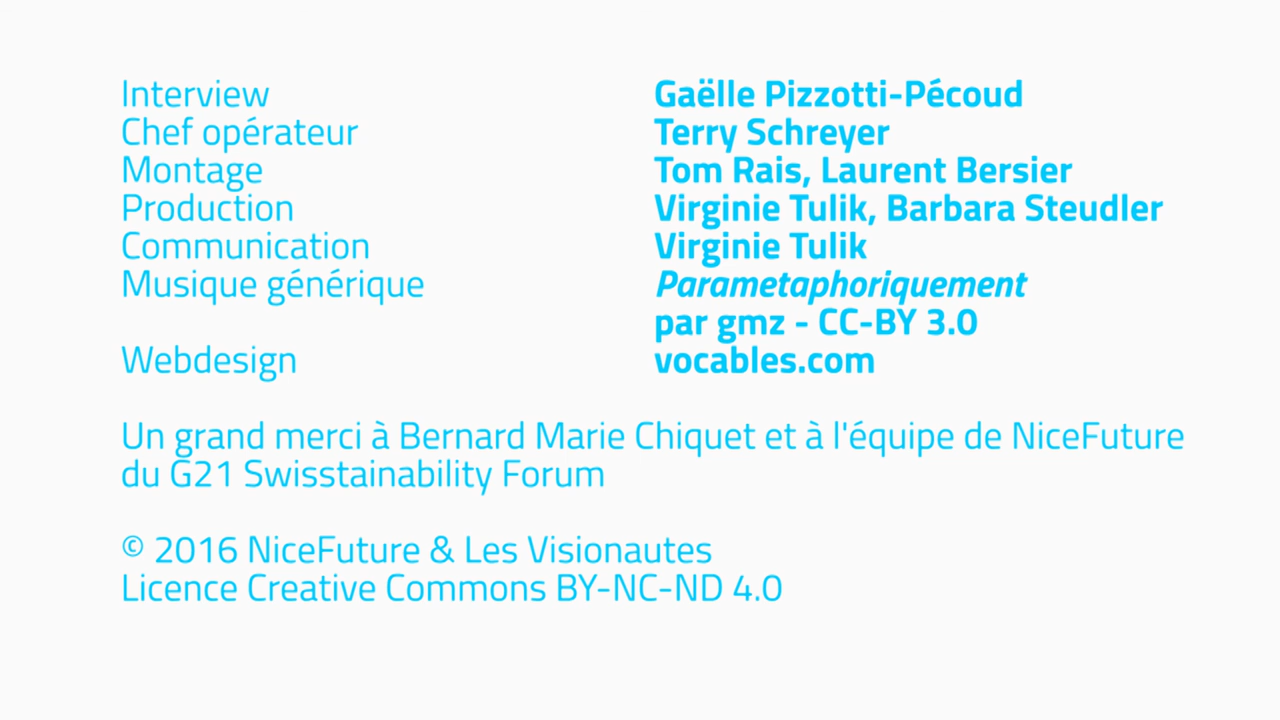 Interview Gaëlle Pizzotti-Pécoud
Chef opérateur Terry Schreyer
Montage Tom Rais, Laurent Bersier
Production Virginie Tulik, Barbara Steudler
Communication Virginie Tulik
Musique générique Parametaphoriquement
par gmz - CC-BY 3.0
Webdesign vocables.com
Un grand merci à Bernard Marie Chiquet et à l'équipe de NiceFuture
du G21 Swisstainability Forum
© 2016 NiceFuture & Les Visionautes
Licence Creative Commons BY-NC-ND 4.0